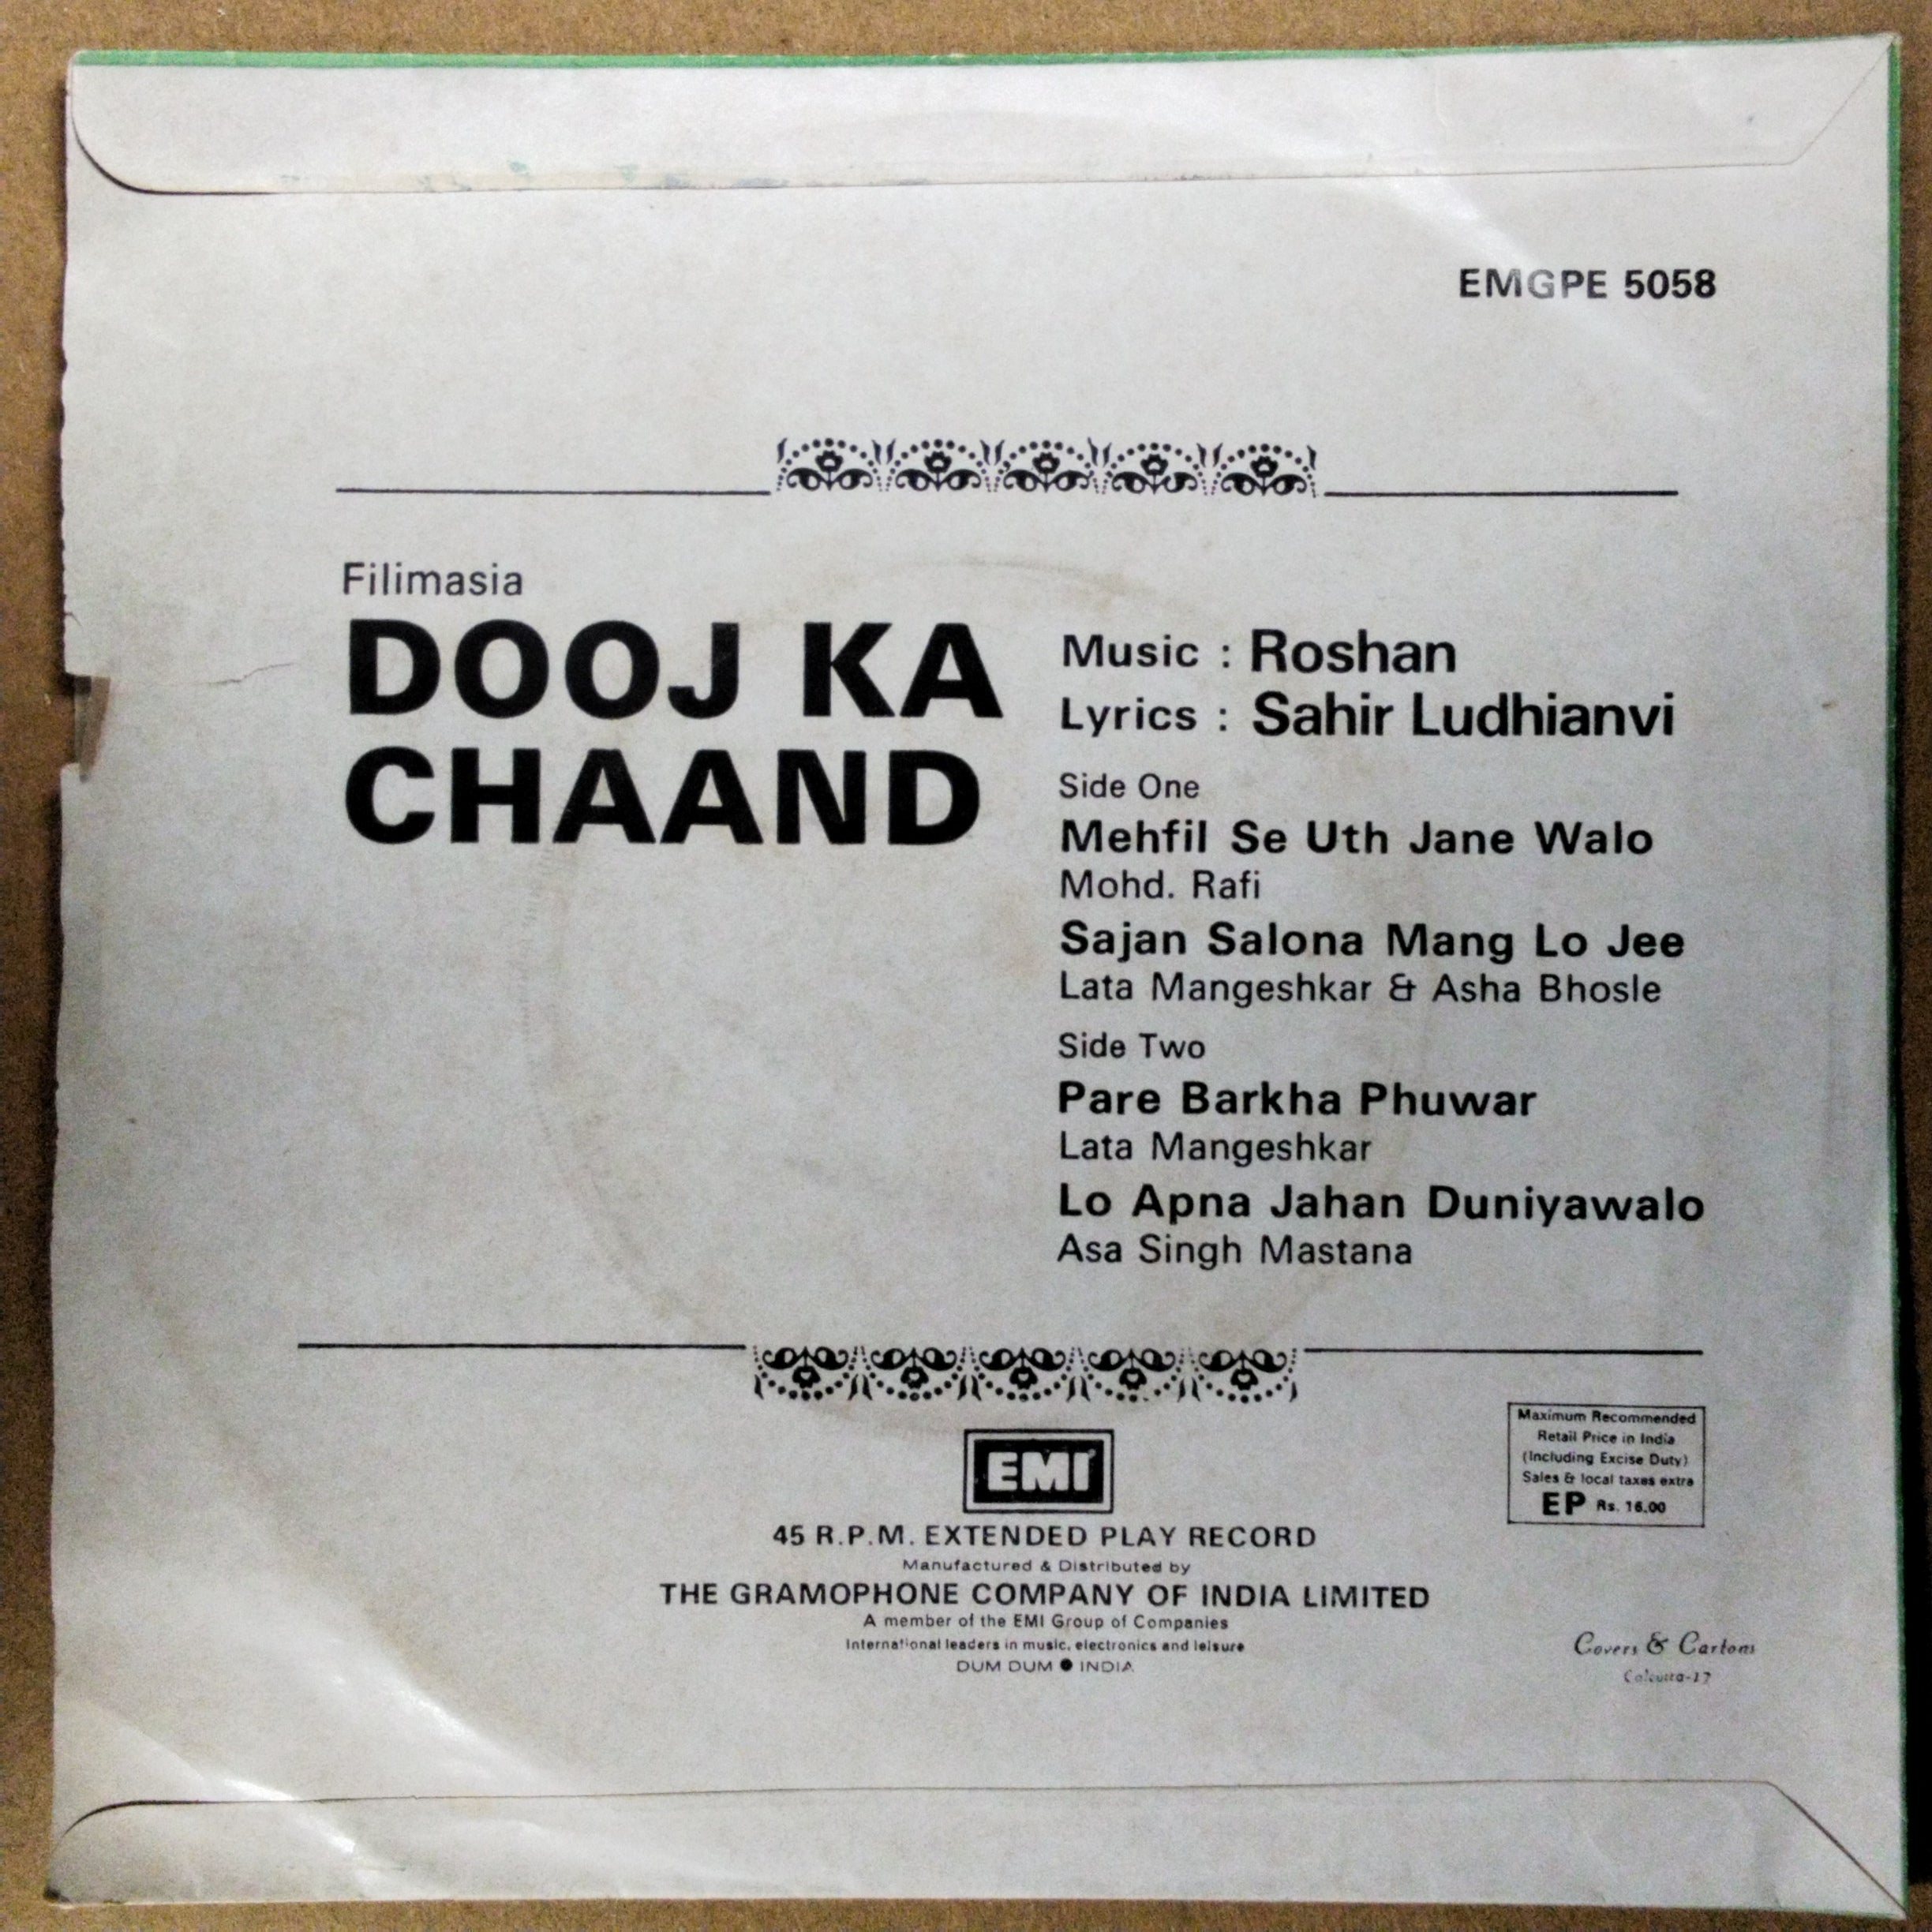 EMGPE 5058
Filimasia
DOOJ KA
CHAAND
Music : Roshan
Lyrics : Sahir Ludhianvi
Side One
Mehfil Se Uth Jane Walo
Mohd. Rafi
Sajan Salona Mang Lo Jee
Lata Mangeshkar & Asha Bhosle
Side Two
Pare Barkha Phuwar
Lata Mangeshkar
Lo Apna Jahan Duniyawalo
Asa Singh Mastana
EMI
45 R.P.M. EXTENDED PLAY RECORD
Manufactured & Distributed by
THE GRAMOPHONE COMPANY OF INDIA LIMITED
A member of the EMI Group of Companies
International leaders in music, electronics and leisure
DUM DUM ● INDIA
Maximum Recommended
Retail Price in India
(Including Excise Duty)
Sales & local taxes extra
EP Rs. 16.00
Covers & Cartons
Calcutta-17